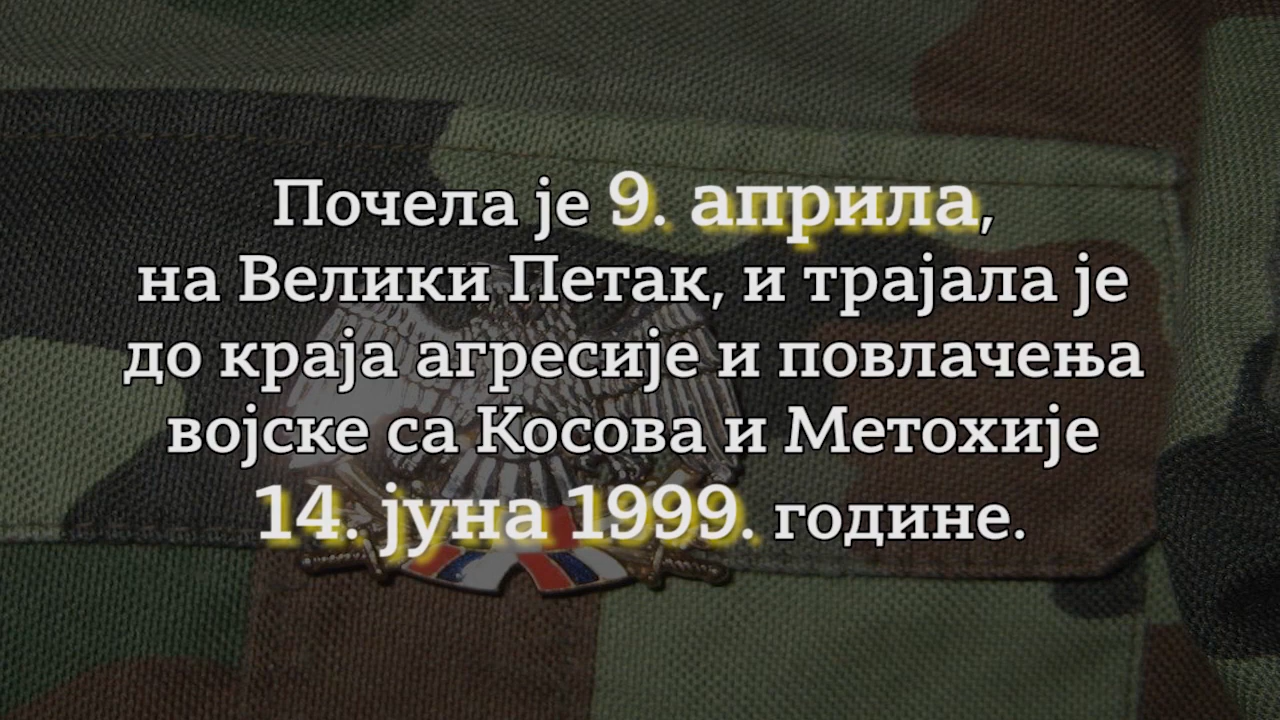 Почела је 9. априла,
на Велики Петак, и трајала је
до краја агресије и повлачења
војске са Косова и Метохије
14. јуна 1999. године.